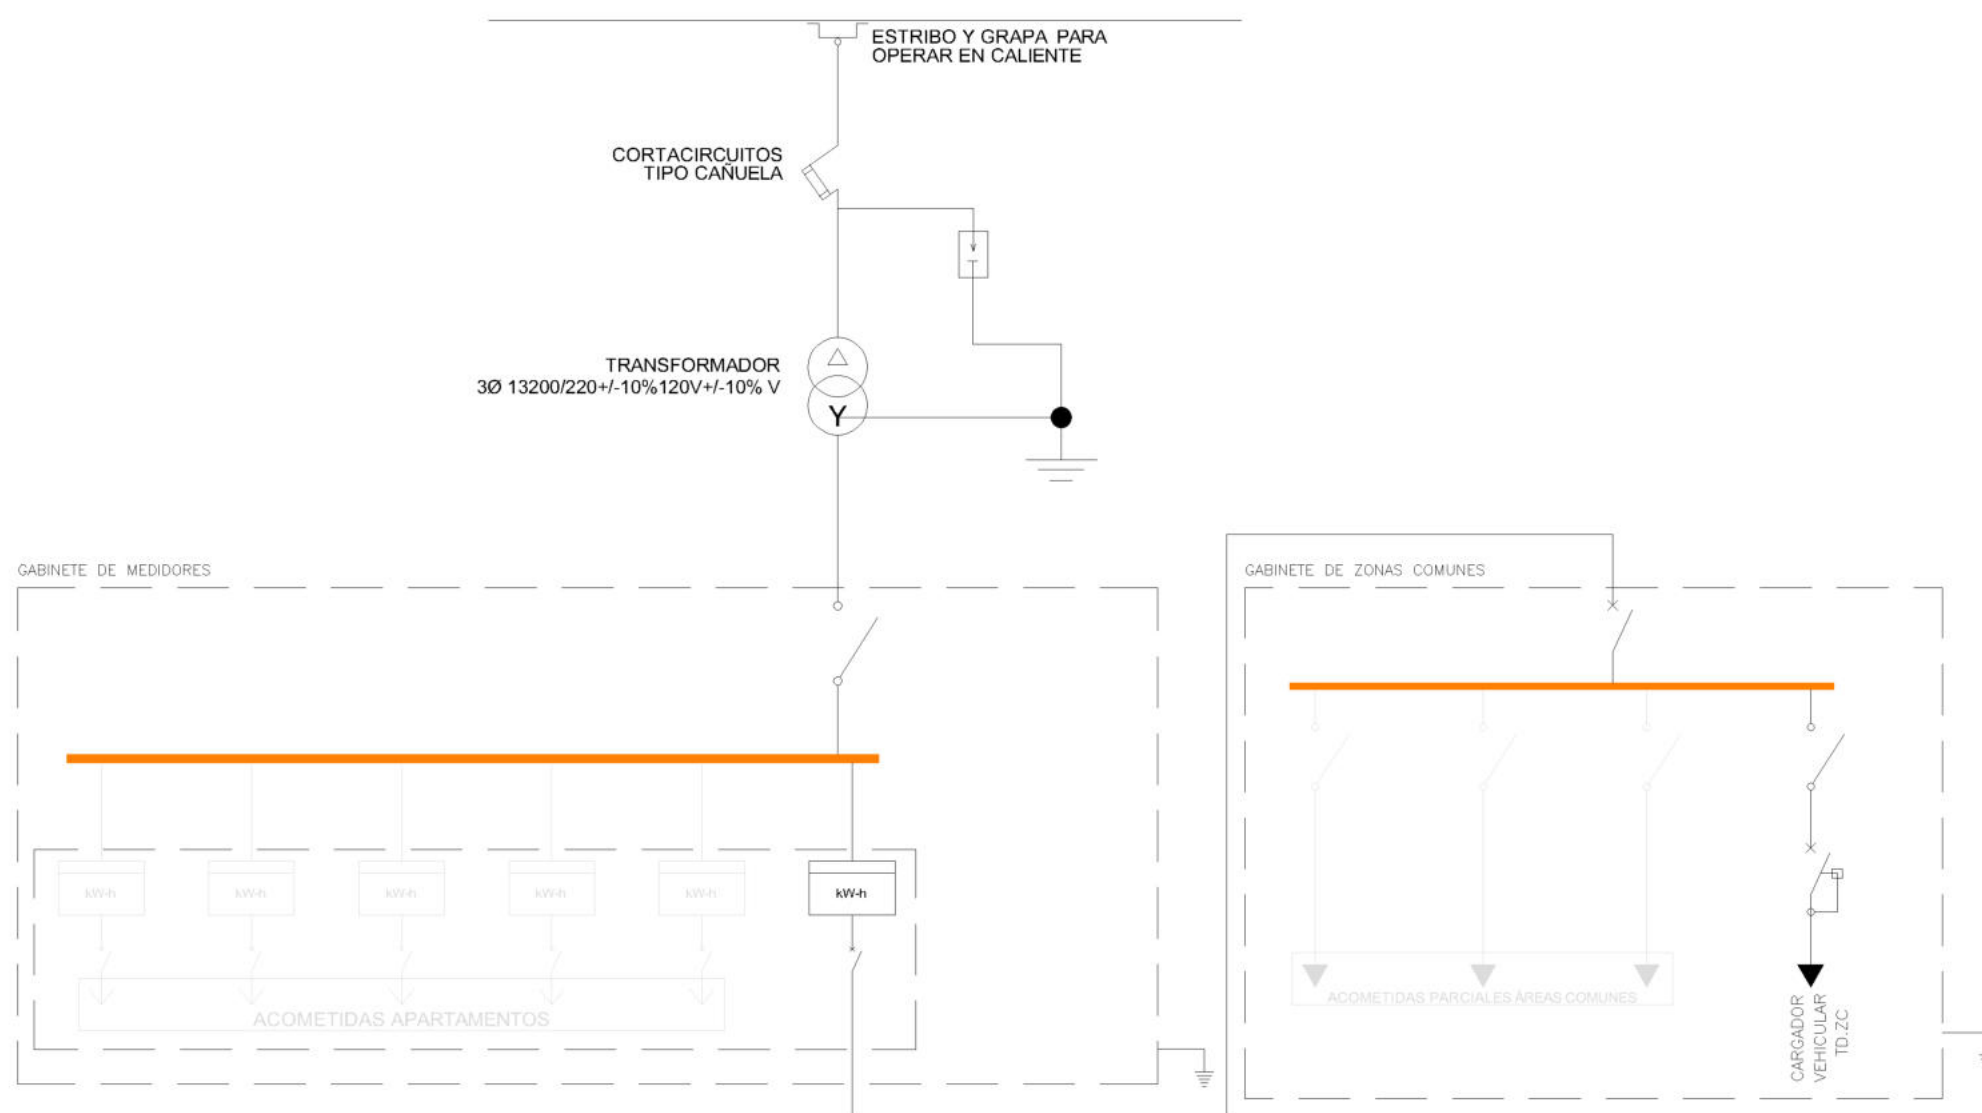 ESTRIBO Y GRAPA PARA
OPERAR EN CALIENTE
CORTACIRCUITOS
TIPO CAÑUELA
TRANSFORMADOR
3Ø 13200/220+/-10%120V+/-10% V
Y
GABINETE DE MEDIDORES
GABINETE DE ZONAS COMUNES
kW-h
kW-h
kW-h
kW-h
kW-h
kW-h
ACOMETIDAS APARTAMENTOS
ACOMETIDAS PARCIALES ÁREAS COMUNES
CARGADOR
VEHICULAR
TD.ZC